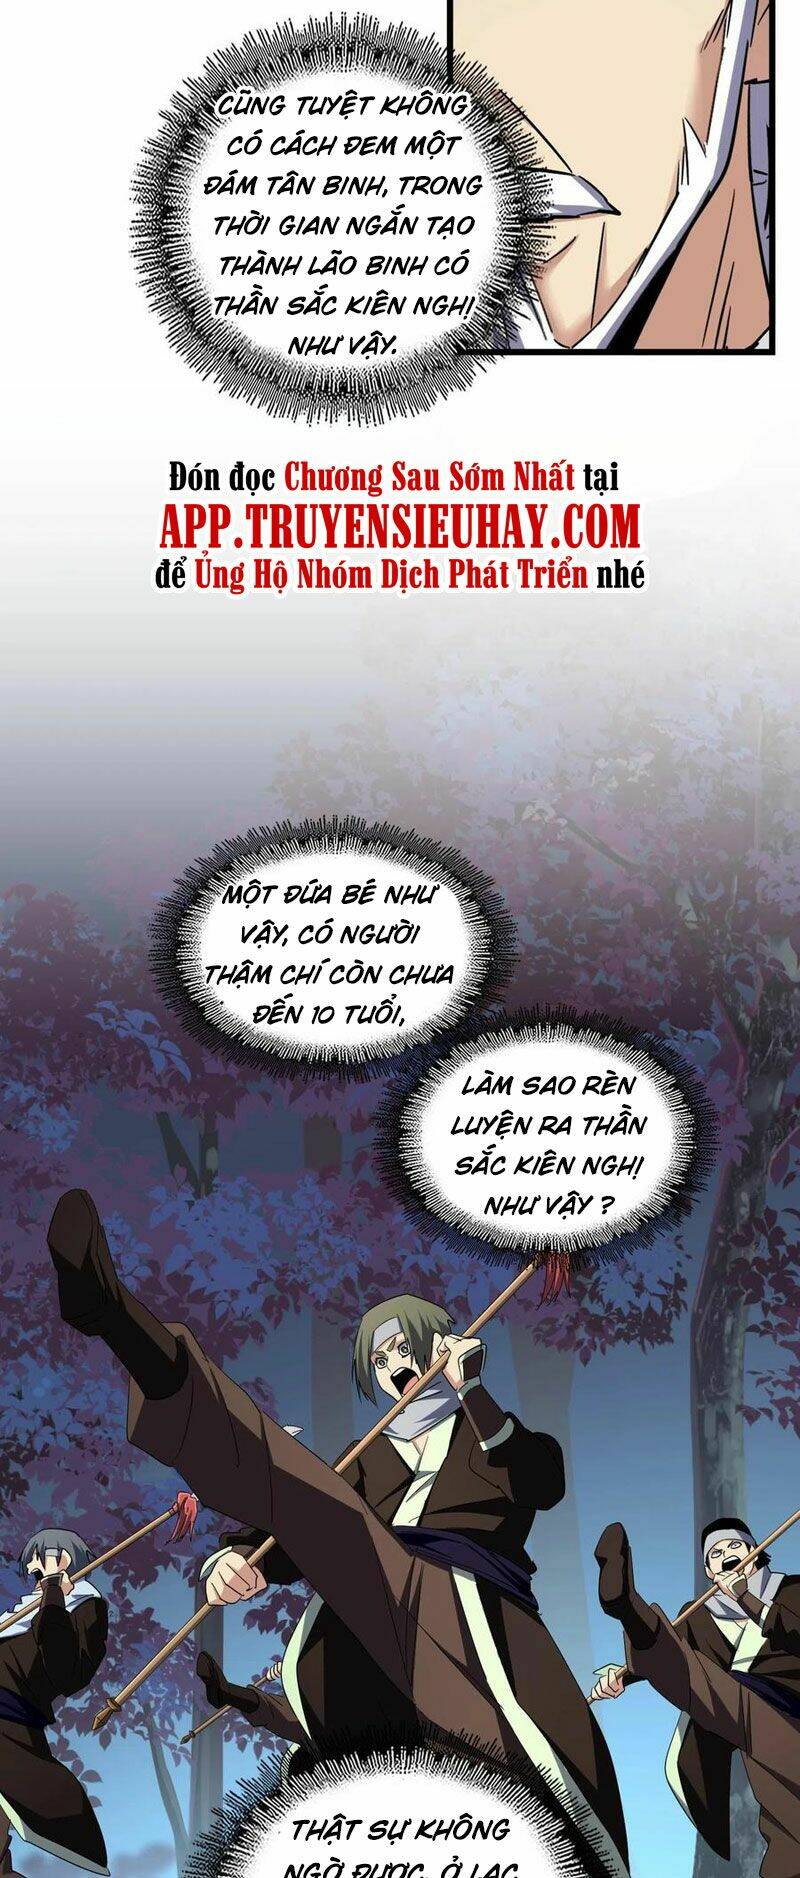 CŨNG TUYỆT KHÔNG
CÓ CÁCH ĐEM MỘT
ĐÁM TÂN BINH, TRONG
THỜI GIAN NGẮN TẠO
THÀNH LÃO BINH CÓ
THẦN SẮC KIÊN NGHỊ
NHƯ VẬY.
Đón đọc Chương Sau Sớm Nhất tại
APP.TRUYENSIEUHAY.COM
để Ủng Hộ Nhóm Dịch Phát Triển nhé
MỘT ĐỨA BÉ NHƯ
VẬY, CÓ NGƯỜI
THẬM CHÍ CÒN CHƯA
ĐẾN 10 TUỔI,
LÀM SAO RÈN
LUYỆN RA THẦN
SẮC KIÊN NGHỊ
NHƯ VẬY ?
THẬT SỰ KHÔNG
NGỜ ĐƯỢC, Ở LẠC